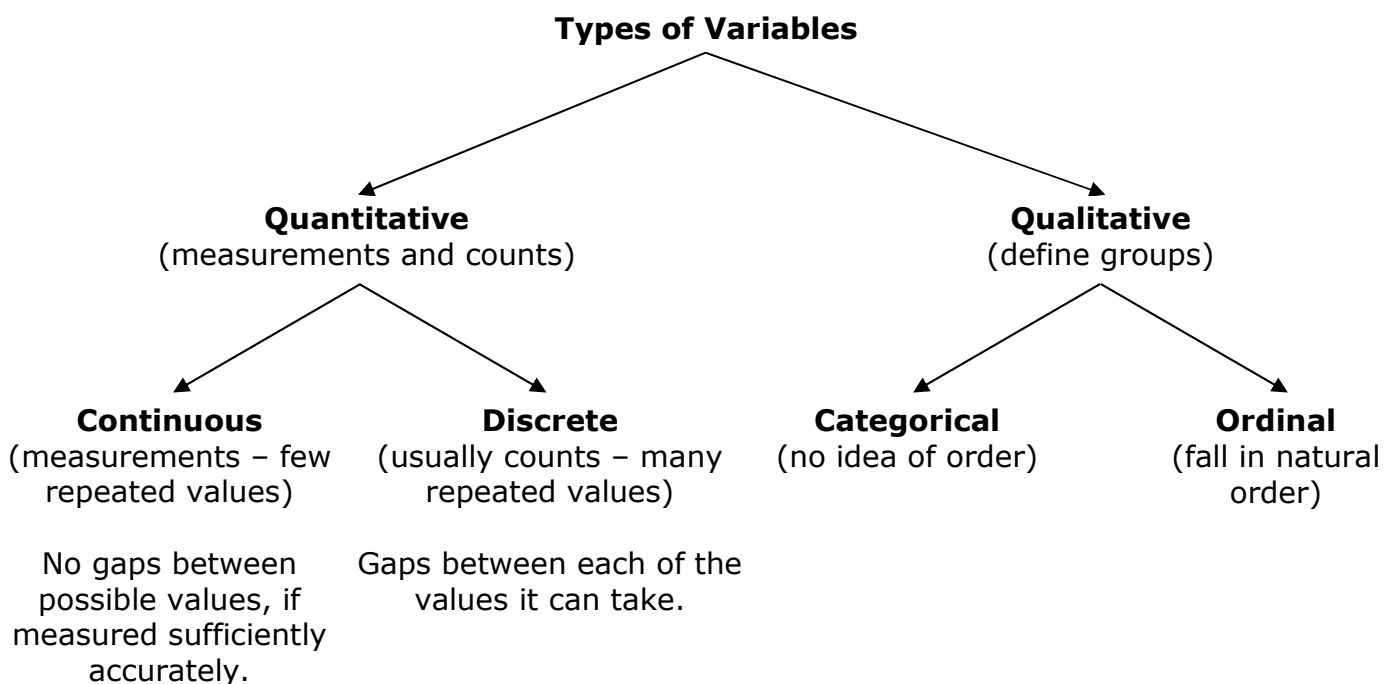 Types of Variables
Quantitative
(measurements and counts)
Qualitative
(define groups)
Continuous
(measurements – few
repeated values)
No gaps between
possible values, if
measured sufficiently
accurately.
Discrete
(usually counts – many
repeated values)
Gaps between each of the
values it can take.
Categorical
(no idea of order)
Ordinal
(fall in natural
order)